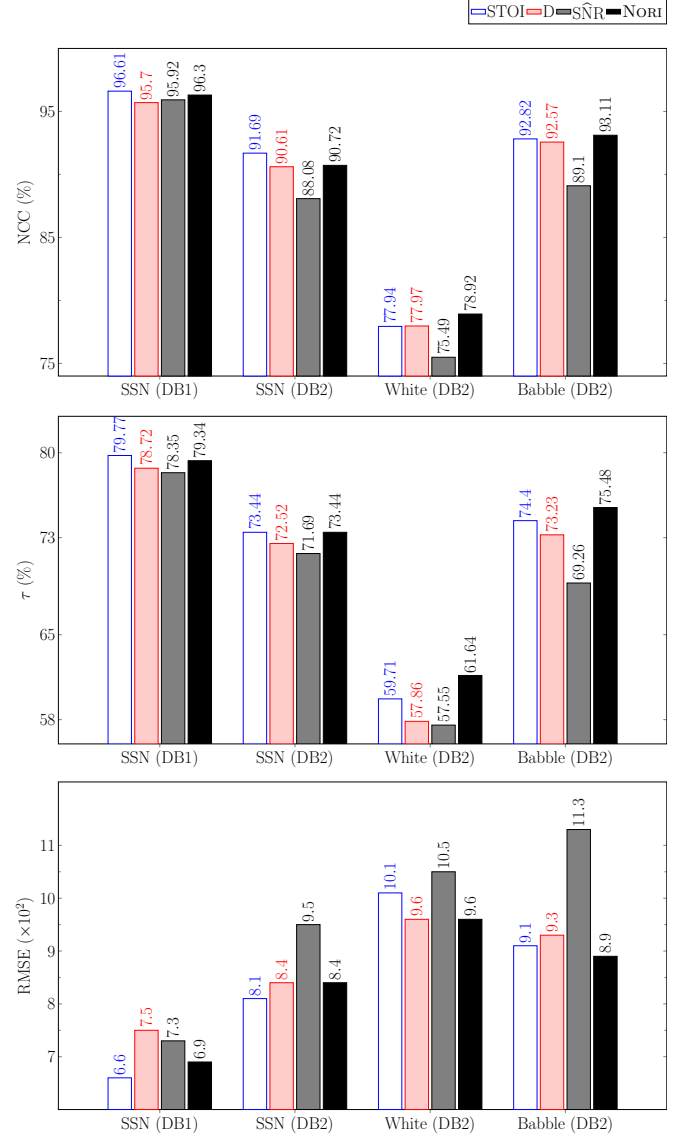 STOI D SN̂R NORI
96.61 95.7 95.92 96.3
91.69 90.61 88.08 90.72
77.94 77.97 75.49 78.92
92.82 92.57 89.1 93.11
95
85
75
NCC (%)
SSN (DB1) SSN (DB2) White (DB2) Babble (DB2)
79.77 78.72 78.35 79.34
73.44 72.52 71.69 73.44
59.71 57.86 57.55 61.64
74.4 73.23 69.26 75.48
80
73
65
58
τ (%)
SSN (DB1) SSN (DB2) White (DB2) Babble (DB2)
6.6 7.5 7.3 6.9
8.1 8.4 9.5 8.4
10.1 9.6 10.5 9.6
9.1 9.3 11.3 8.9
11
10
9
8
7
RMSE (×10²)
SSN (DB1) SSN (DB2) White (DB2) Babble (DB2)